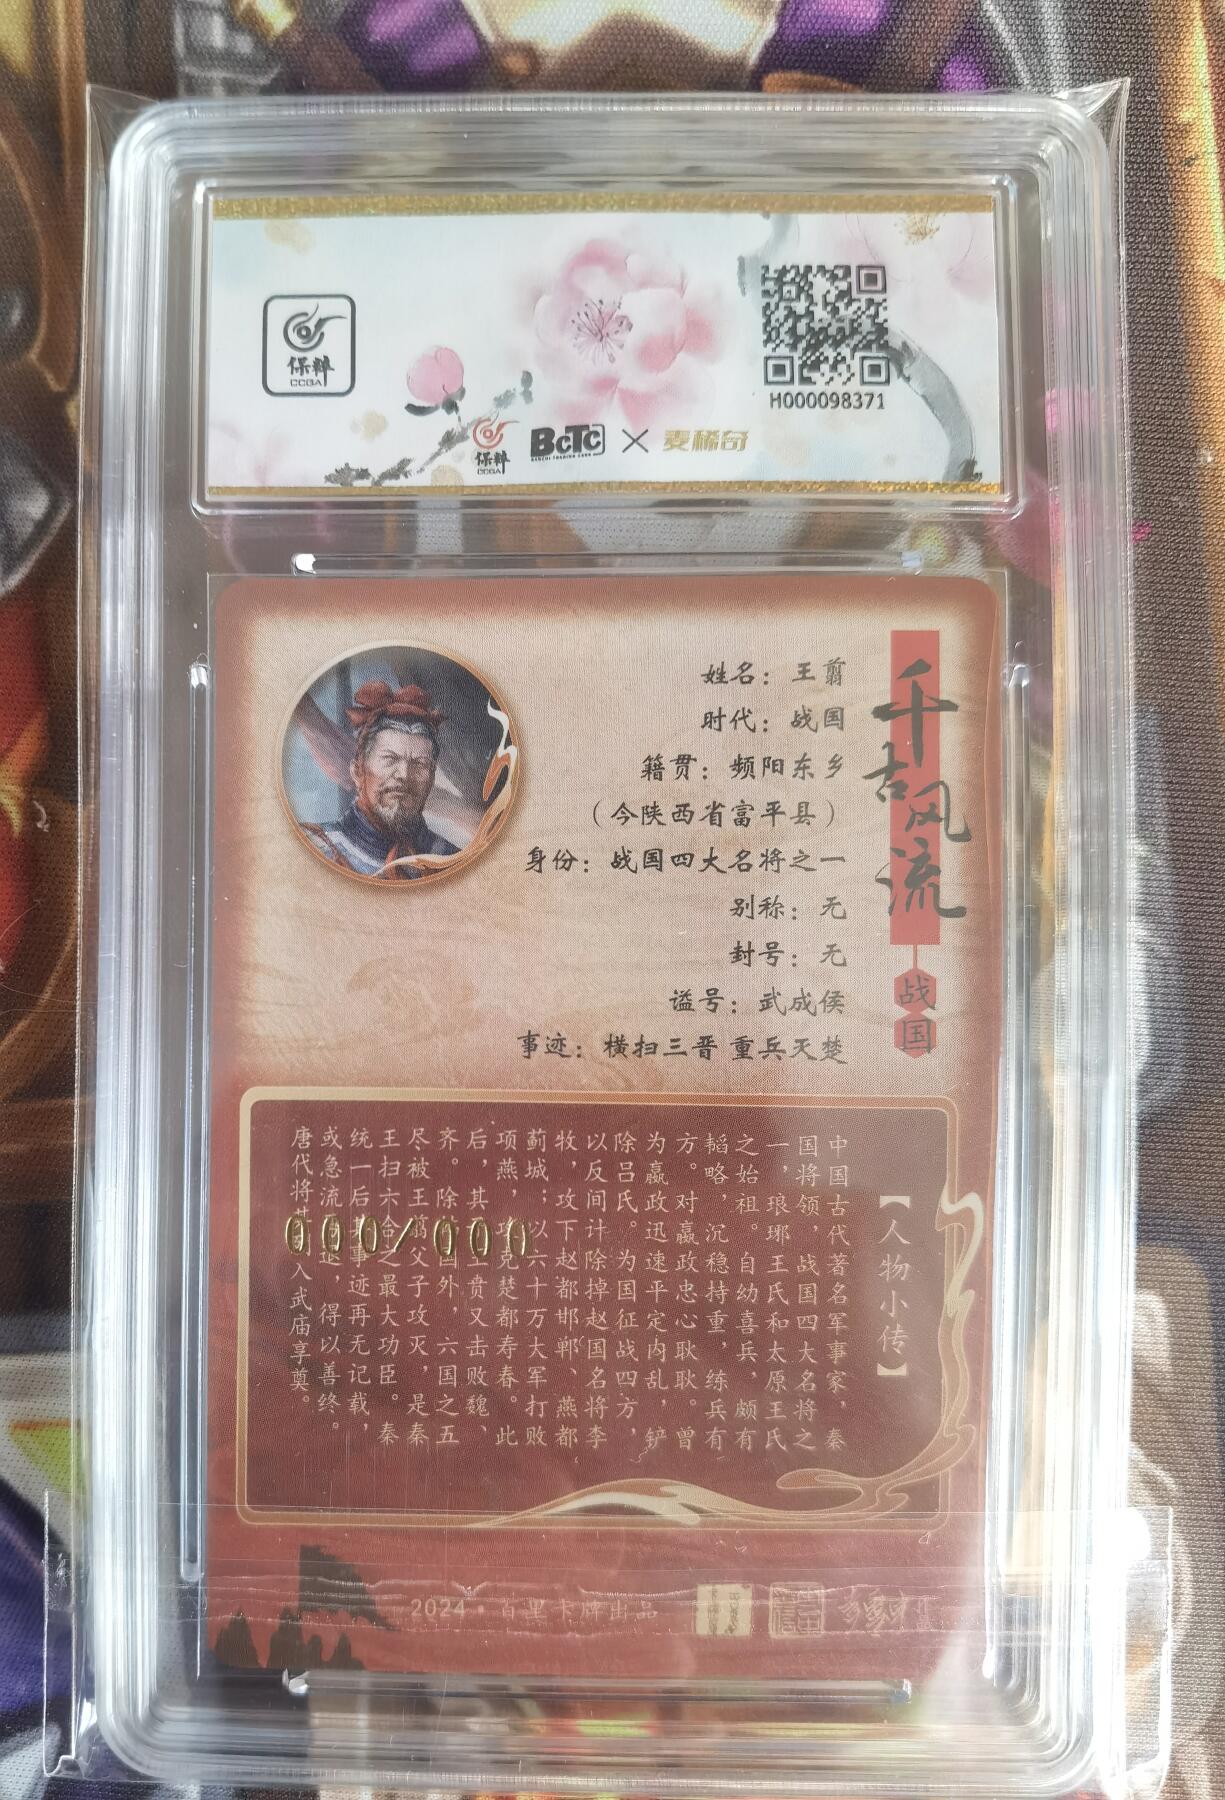 保粹
CCGA
H000098371
保粹
CCGA
BCTC × 麦稀奇
千古风流
战国
姓名：王翦
时代：战国
籍贯：频阳东乡
（今陕西省富平县）
身份：战国四大名将之一
别称：无
封号：无
谥号：武成侯
事迹：横扫三晋 重兵灭楚
【人物小传】
中国古代著名军事家，秦
国将领，战国四大名将之
一，琅琊王氏和太原王氏
之始祖。自幼喜兵，颇有
韬略，沉稳持重，练兵有
方。对嬴政忠心耿耿。曾
为嬴政迅速平定内乱，铲
除吕氏。为国征战四方，
以反间计除掉赵国名将李
牧，攻下赵都邯郸、燕都
蓟城；以六十万大军打败
项燕，攻克楚都寿春。此
后，其王贲又击败魏、
齐。除国外，六国之五
尽被王翦父子攻灭，是秦
王扫六合之最大功臣。秦
统一后事迹再无记载，
或急流退，得以善终。
唐代将其入武庙享奠。
000/000
2024·百里卡牌出品